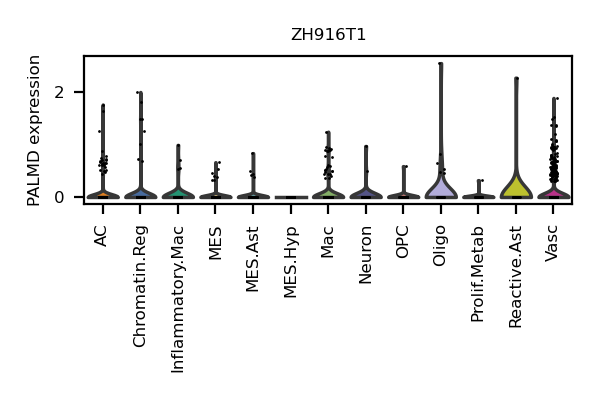 ZH916T1
PALMD expression
2
0
AC
Chromatin.Reg
Inflammatory.Mac
MES
MES.Ast
MES.Hyp
Mac
Neuron
OPC
Oligo
Prolif.Metab
Reactive.Ast
Vasc